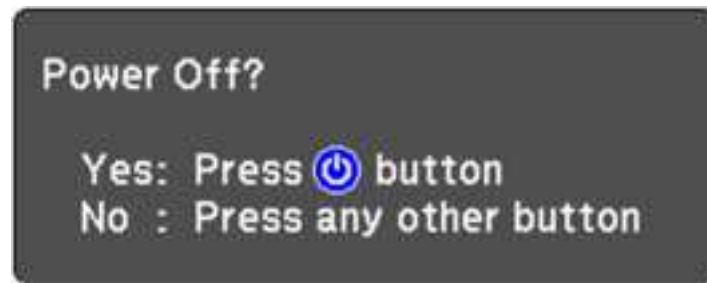 Power Off?
Yes: Press button
No : Press any other button